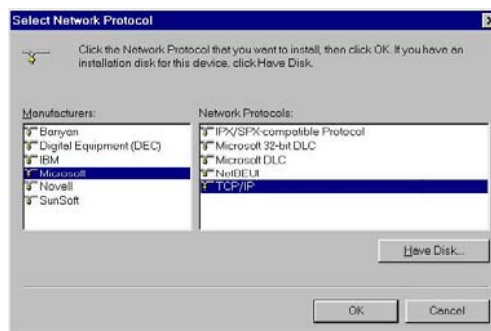 Select Network Protocol
Click the Network Protocol that you want to install, then click OK. If you have an
installation disk for this device, click Have Disk.
Manufacturers:
Banyan
Digital Equipment (DEC)
IBM
Microsoft
Novell
SunSoft
Network Protocols:
IPX/SPX-compatible Protocol
Microsoft 32-bit DLC
Microsoft DLC
NetBEUI
TCP/IP
Have Disk...
OK
Cancel